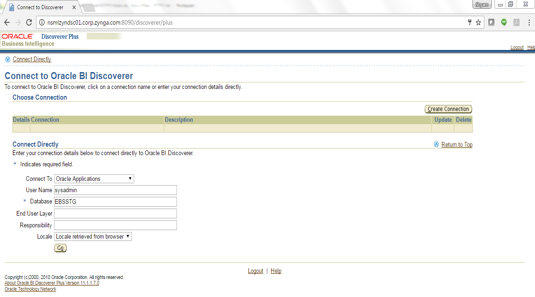 Connect to Discoverer
nsmlzyndsc01.corp.zynga.com:8090/discoverer/plus
ORACLE Discoverer Plus
Business Intelligence
Logout Help
Connect Directly
Connect to Oracle BI Discoverer
To connect to Oracle BI Discoverer, click on a connection name or enter your connection details directly.
Choose Connection
Create Connection
Details Connection Description Update Delete
Connect Directly
Return to Top
Enter your connection details below to connect directly to Oracle BI Discoverer.
* Indicates required field.
Connect To Oracle Applications
User Name sysadmin
* Database EBSSTG
End User Layer
Responsibility
Locale Locale retrieved from browser
Go
Logout | Help
Copyright (c)2000, 2010 Oracle Corporation. All rights reserved.
About Oracle BI Discoverer Plus Version 11.1.1.7.0
Oracle Technology Network